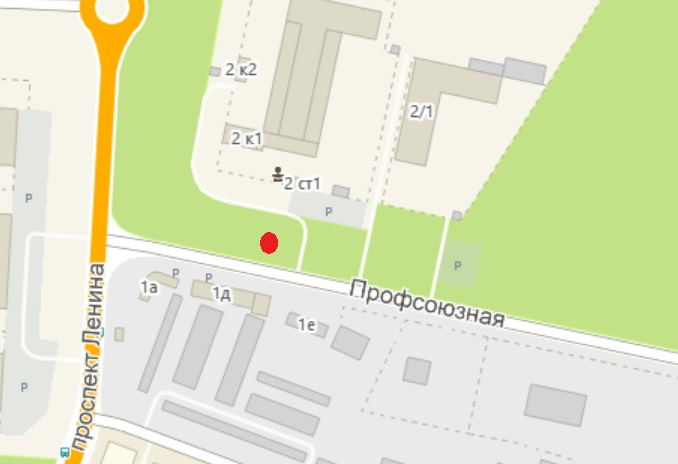 2 к2
2/1
2 к1
2 ст1
P
P
P
P
P
1а
1д
1е
Профсоюзная
проспект Ленина
P